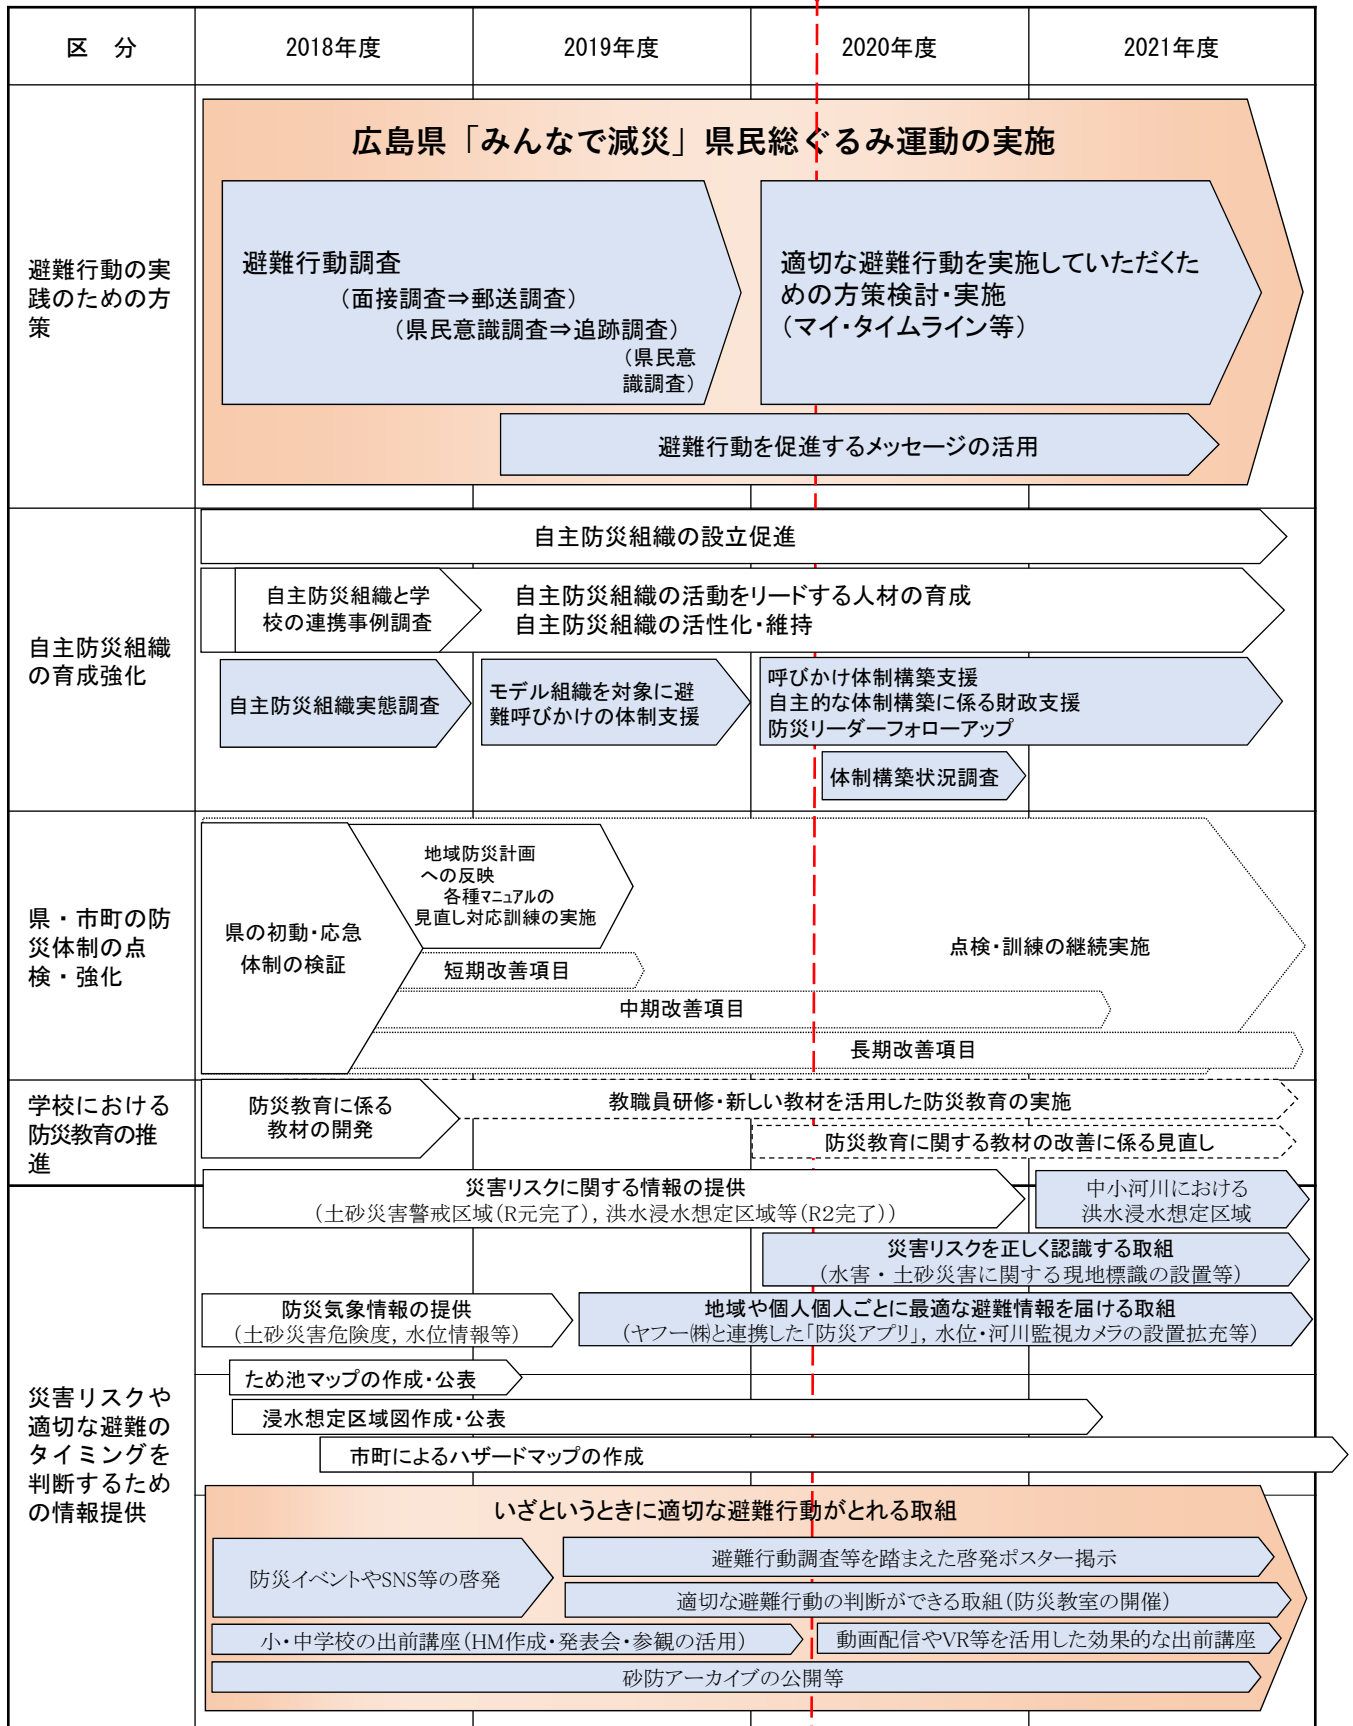 区　分
2018年度
2019年度
2020年度
2021年度
避難行動の実
践のための方
策
広島県「みんなで減災」県民総ぐるみ運動の実施
避難行動調査
（面接調査⇒郵送調査）
（県民意識調査⇒追跡調査）
（県民意
識調査）
適切な避難行動を実施していただくた
めの方策検討・実施
（マイ・タイムライン等）
避難行動を促進するメッセージの活用
自主防災組織
の育成強化
自主防災組織の設立促進
自主防災組織と学
校の連携事例調査
自主防災組織の活動をリードする人材の育成
自主防災組織の活性化・維持
自主防災組織実態調査
モデル組織を対象に避
難呼びかけの体制支援
呼びかけ体制構築支援
自主的な体制構築に係る財政支援
防災リーダーフォローアップ
体制構築状況調査
県・市町の防
災体制の点
検・強化
県の初動・応急
体制の検証
地域防災計画
への反映
各種マニュアルの
見直し対応訓練の実施
短期改善項目
中期改善項目
長期改善項目
点検・訓練の継続実施
学校における
防災教育の推
進
防災教育に係る
教材の開発
教職員研修・新しい教材を活用した防災教育の実施
防災教育に関する教材の改善に係る見直し
災害リスクや
適切な避難の
タイミングを
判断するため
の情報提供
災害リスクに関する情報の提供
（土砂災害警戒区域（R元完了），洪水浸水想定区域等（R2完了））
中小河川における
洪水浸水想定区域
災害リスクを正しく認識する取組
（水害・土砂災害に関する現地標識の設置等）
防災気象情報の提供
（土砂災害危険度，水位情報等）
地域や個人個人ごとに最適な避難情報を届ける取組
（ヤフー㈱と連携した「防災アプリ」，水位・河川監視カメラの設置拡充等）
ため池マップの作成・公表
浸水想定区域図作成・公表
市町によるハザードマップの作成
いざというときに適切な避難行動がとれる取組
防災イベントやSNS等の啓発
避難行動調査等を踏まえた啓発ポスター掲示
適切な避難行動の判断ができる取組（防災教室の開催）
小・中学校の出前講座（HM作成・発表会・参観の活用）
動画配信やVR等を活用した効果的な出前講座
砂防アーカイブの公開等